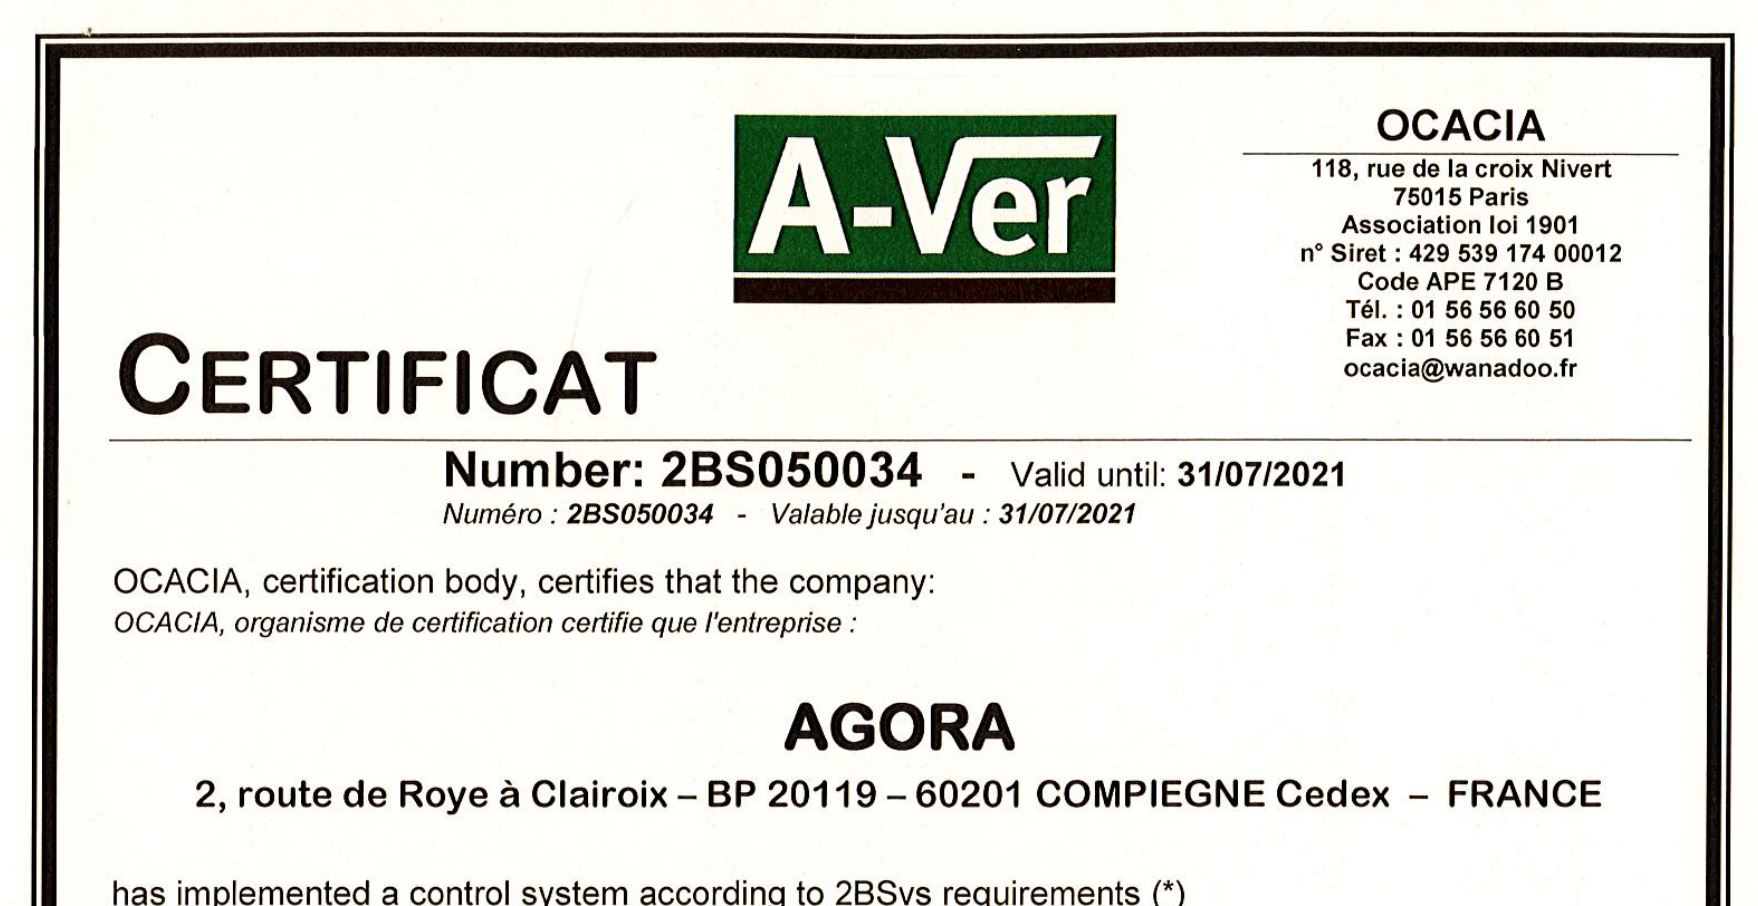 A-Ver
OCACIA
118, rue de la croix Nivert
75015 Paris
Association loi 1901
n° Siret : 429 539 174 00012
Code APE 7120 B
Tél. : 01 56 56 60 50
Fax : 01 56 56 60 51
ocacia@wanadoo.fr
CERTIFICAT
Number: 2BS050034 - Valid until: 31/07/2021
Numéro : 2BS050034 - Valable jusqu'au : 31/07/2021
OCACIA, certification body, certifies that the company:
OCACIA, organisme de certification certifie que l'entreprise :
AGORA
2, route de Roye à Clairoix – BP 20119 – 60201 COMPIEGNE Cedex – FRANCE
has implemented a control system according to 2BSvs requirements (*)